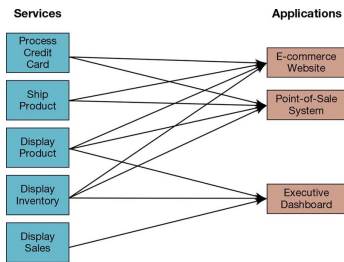 Services
Applications
Process
Credit
Card
Ship
Product
Display
Product
Display
Inventory
Display
Sales
E-commerce
Website
Point-of-Sale
System
Executive
Dashboard